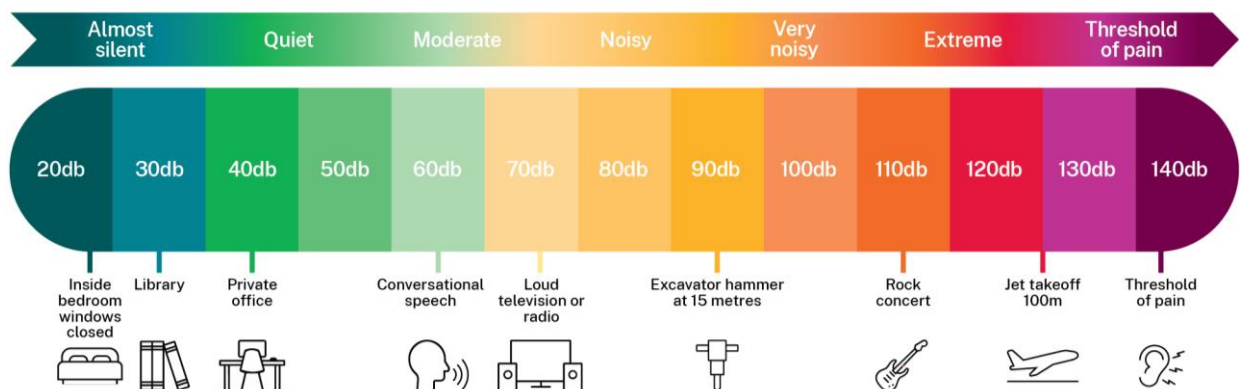 Almost
silent
Quiet
Moderate
Noisy
Very
noisy
Extreme
Threshold
of pain
20db 30db 40db 50db 60db 70db 80db 90db 100db 110db 120db 130db 140db
Inside
bedroom
windows
closed
Library
Private
office
Conversational
speech
Loud
television or
radio
Excavator hammer
at 15 metres
Rock
concert
Jet takeoff
100m
Threshold
of pain